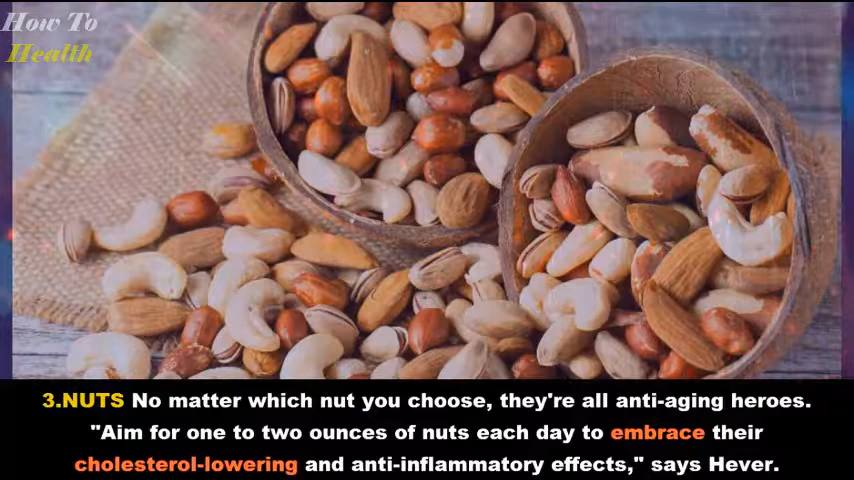 How To
Health
3.NUTS No matter which nut you choose, they're all anti-aging heroes.
"Aim for one to two ounces of nuts each day to embrace their
cholesterol-lowering and anti-inflammatory effects," says Hever.